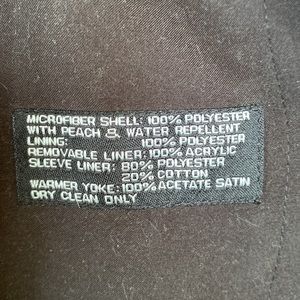 MICROFIBER SHELL: 100% POLYESTER
WITH PEACH & WATER REPELLENT
LINING: 100% POLYESTER
REMOVABLE LINER: 100% ACRYLIC
SLEEVE LINER: 80% POLYESTER
20% COTTON
WARMER YOKE: 100% ACETATE SATIN
DRY CLEAN ONLY